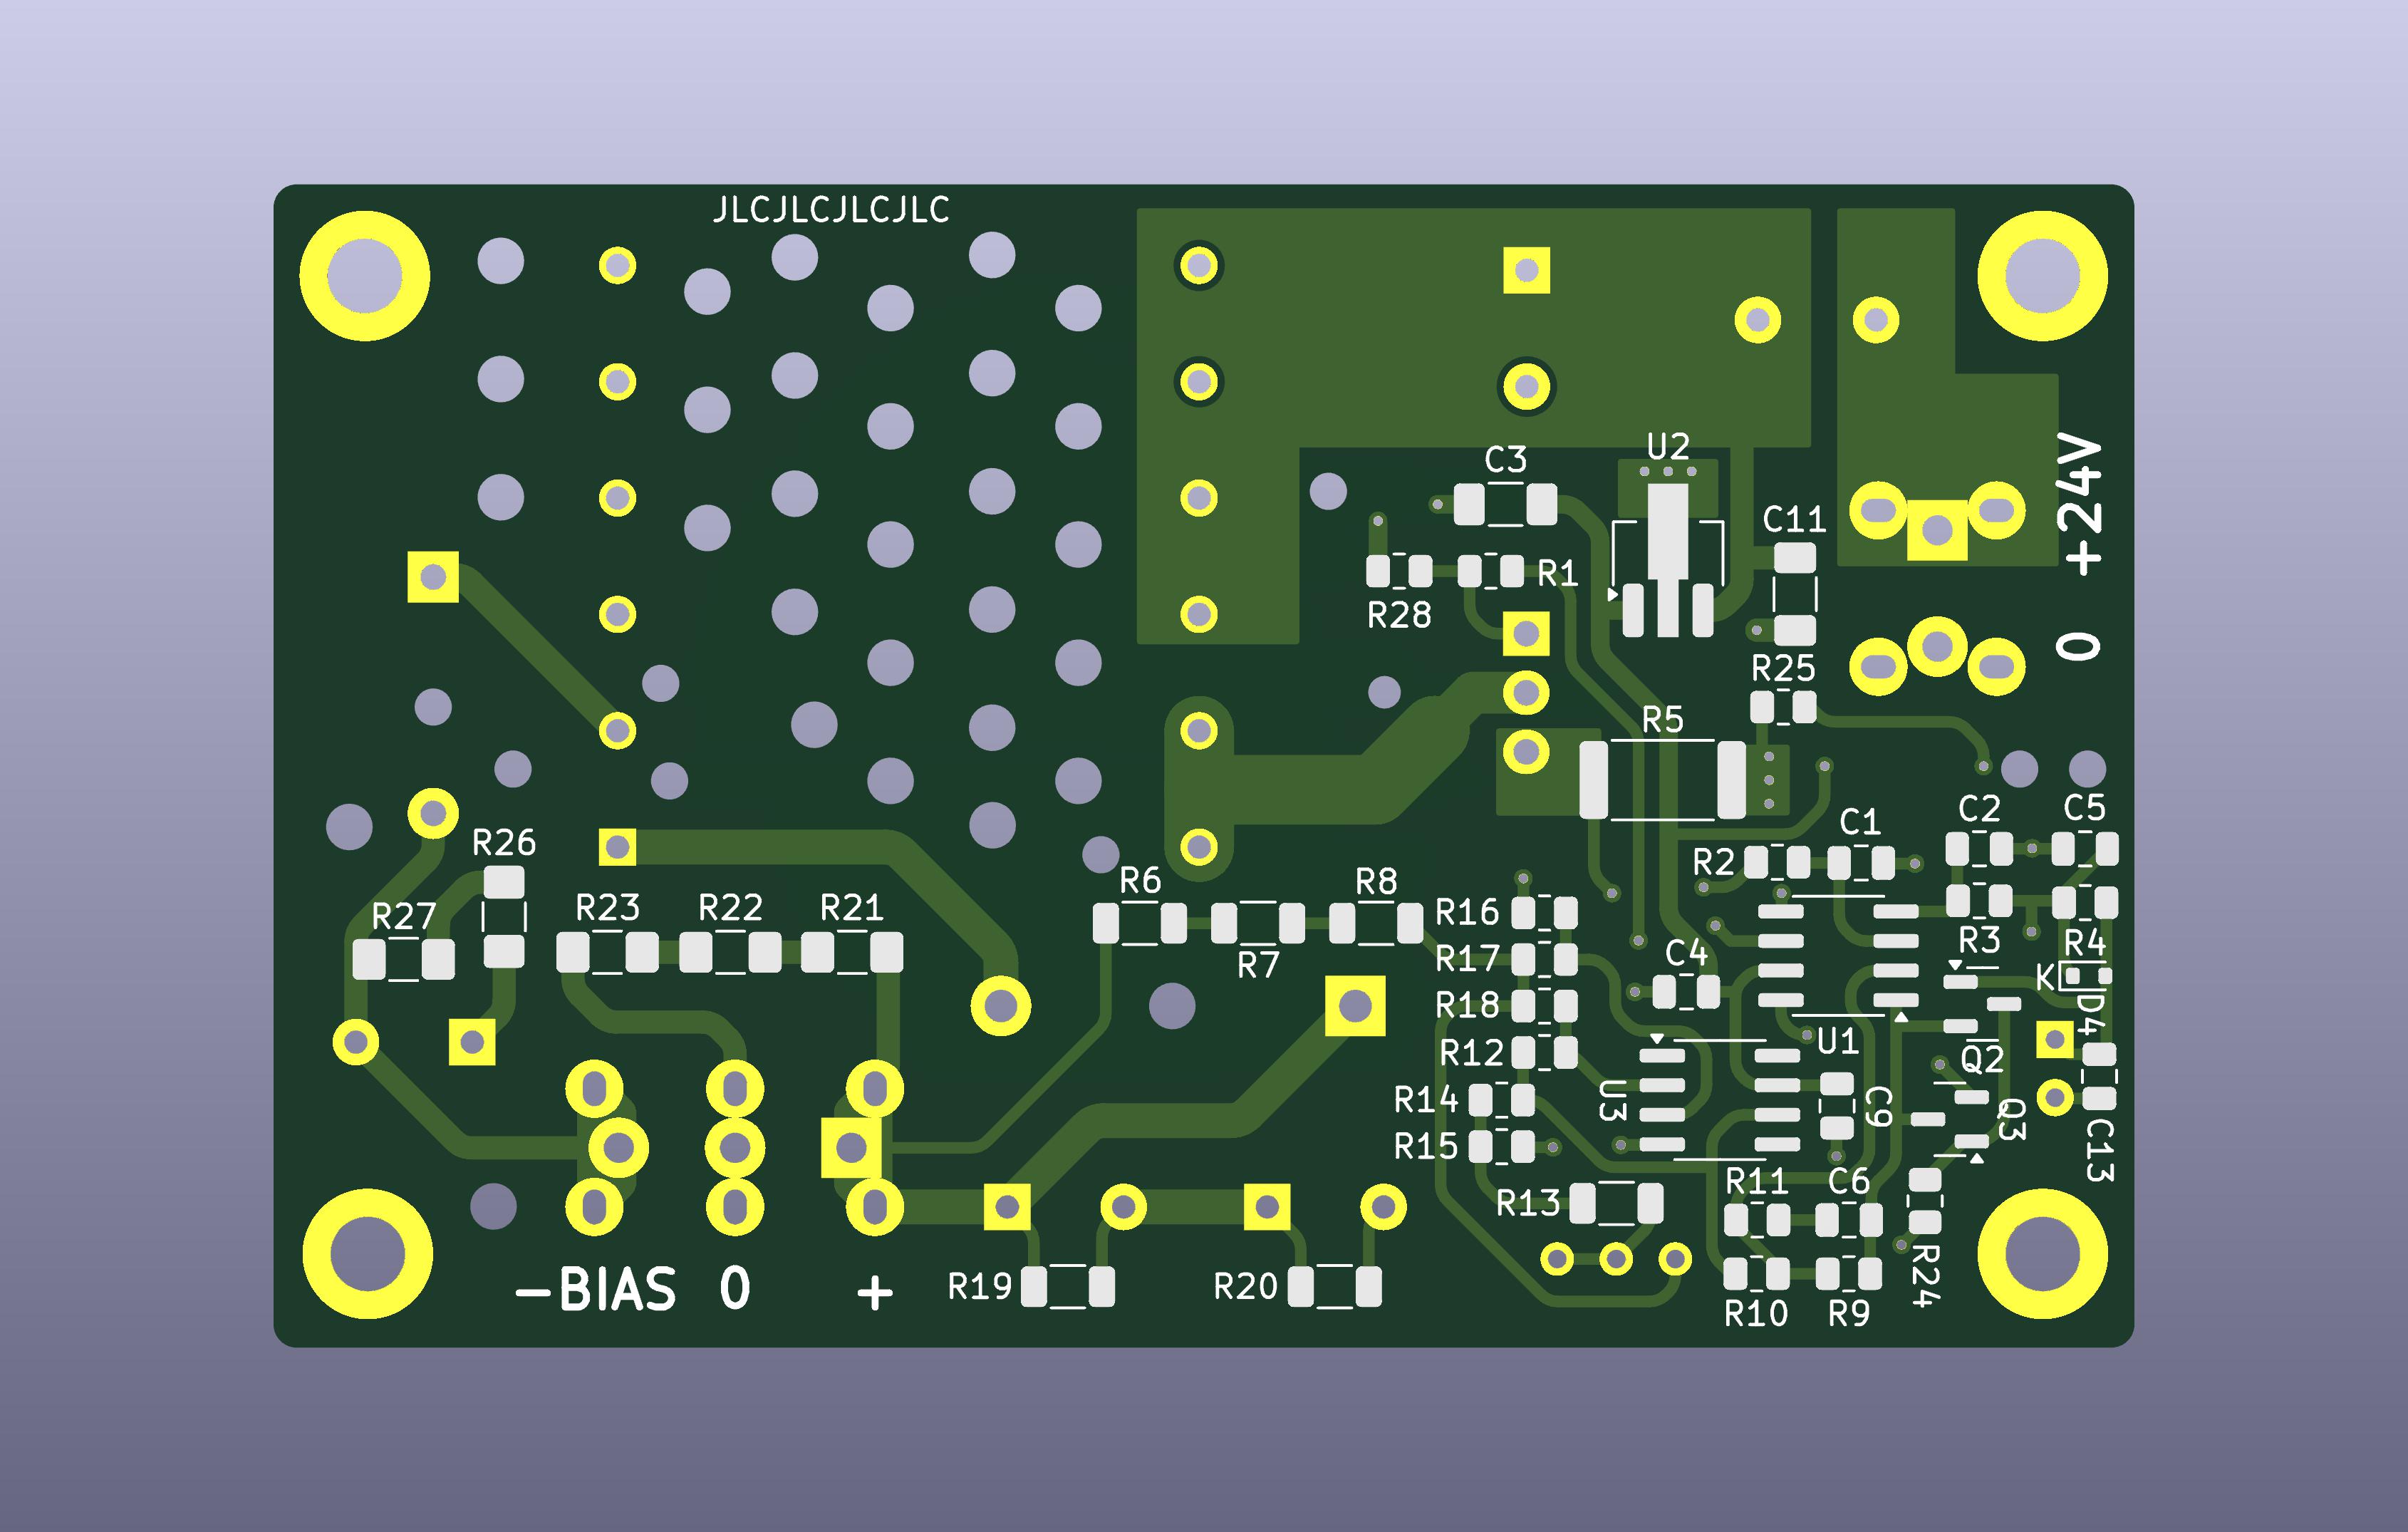 JLCJLCJLCJLC
U2
C3
C11
+24V
R1
R28
0
R25
R5
C2
C5
C1
R26
R2
R6
R8
R27
R23
R22
R21
R16
R3
R4
R17
R7
C4
K
R18
D4
U1
R12
Q2
R14
U3
C9
Q3
R15
C13
R11
C6
R13
-BIAS 0 +
R19
R20
R24
R10
R9